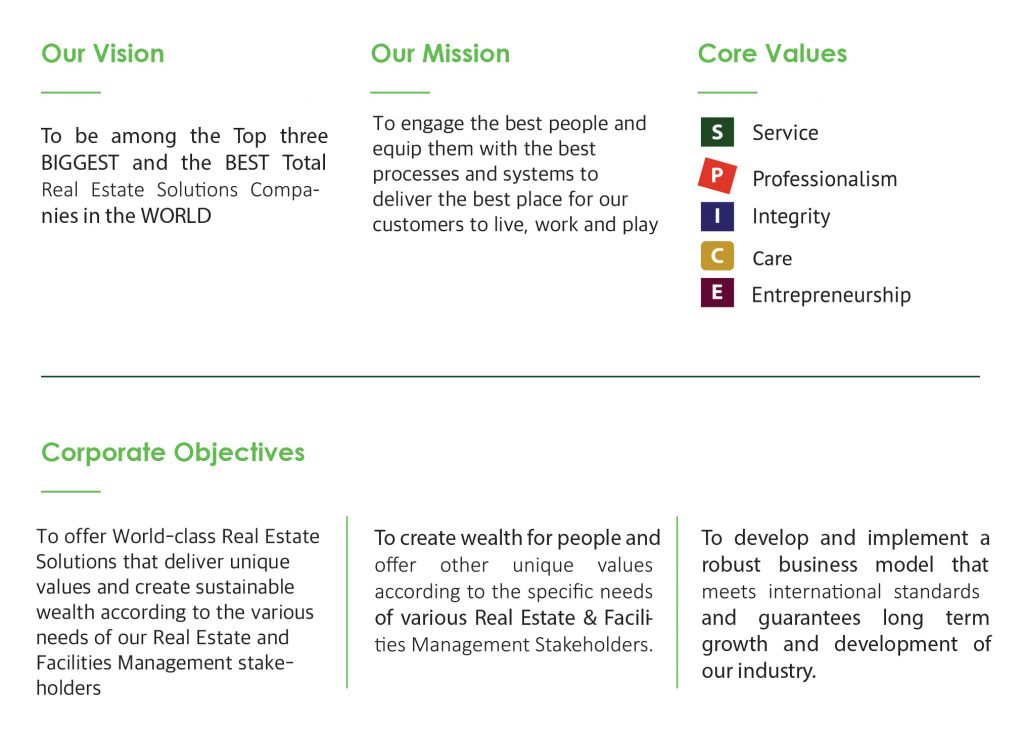 Our Vision
To be among the Top three
BIGGEST and the BEST Total
Real Estate Solutions Compa-
nies in the WORLD
Our Mission
To engage the best people and
equip them with the best
processes and systems to
deliver the best place for our
customers to live, work and play
Core Values
S Service
P Professionalism
I Integrity
C Care
E Entrepreneurship
Corporate Objectives
To offer World-class Real Estate
Solutions that deliver unique
values and create sustainable
wealth according to the various
needs of our Real Estate and
Facilities Management stake-
holders
To create wealth for people and
offer other unique values
according to the specific needs
of various Real Estate & Facili-
ties Management Stakeholders.
To develop and implement a
robust business model that
meets international standards
and guarantees long term
growth and development of
our industry.